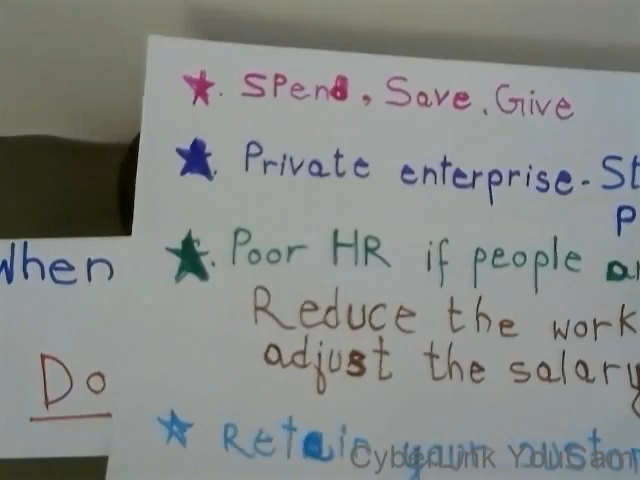 Spend, Save. Give
Private enterprise - St
P
Poor HR if people ar
Reduce the work
adjust the salary
When
Do
Retain
CyberLink YouCam